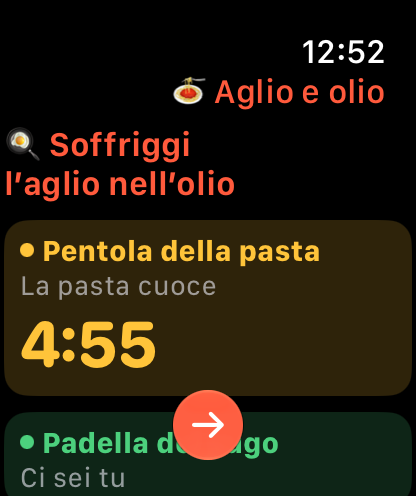 12:52
Aglio e olio
Soffriggi
l'aglio nell'olio
Pentola della pasta
La pasta cuoce
4:55
Padella
Ci sei tu